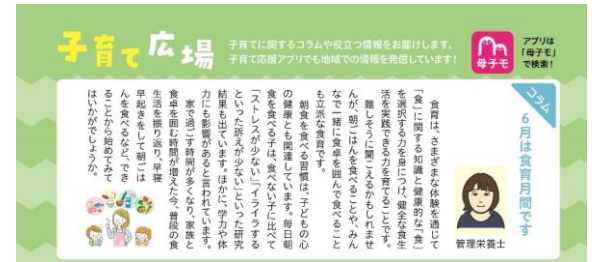 子育て広場
子育てに関するコラムや役立つ情報をお届けします。
子育て応援アプリでも地域での情報を発信しています!
母子モ
アプリは
「母子モ」
で検索!
コラム
6月は食育月間です
管理栄養士
食育は、さまざまな体験を通じて
「食」に関する知識と健康的な「食」
を選択する力を身につけ、健全な食生
活を実践できる力を育てることです。
難しそうに聞こえるかもしれませ
んが、朝ごはんを食べることや、みん
なで一緒に食卓を囲んで食べること
も立派な食育です。
朝食を食べる習慣は、子どもの心
の健康とも関連しています。毎日朝
食を食べる子は、食べない子に比べて
「ストレスが少ない」「イライラする
といった訴えが少ない」といった研究
結果も出ています。ほかに、学力や体
力にも影響があると言われています。
家で過ごす時間が多くなり、家族と
食卓を囲む時間が増えた今、普段の食
生活を振り返り、早寝
早起きをして朝ごは
んを食べるなど、でき
ることから始めてみて
はいかがでしょうか。